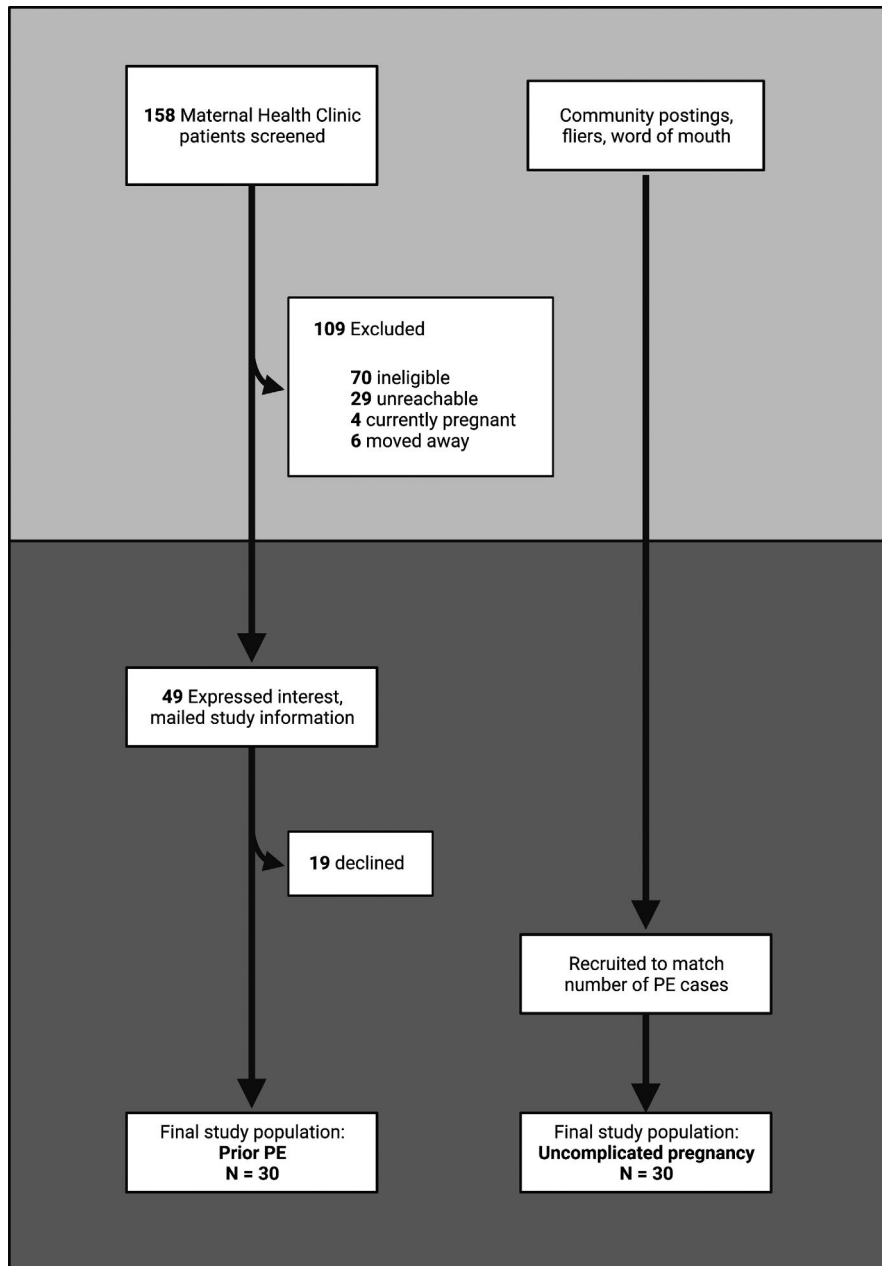 158 Maternal Health Clinic
patients screened
Community postings,
fliers, word of mouth
109 Excluded
70 ineligible
29 unreachable
4 currently pregnant
6 moved away
49 Expressed interest,
mailed study information
19 declined
Recruited to match
number of PE cases
Final study population:
Prior PE
N = 30
Final study population:
Uncomplicated pregnancy
N = 30